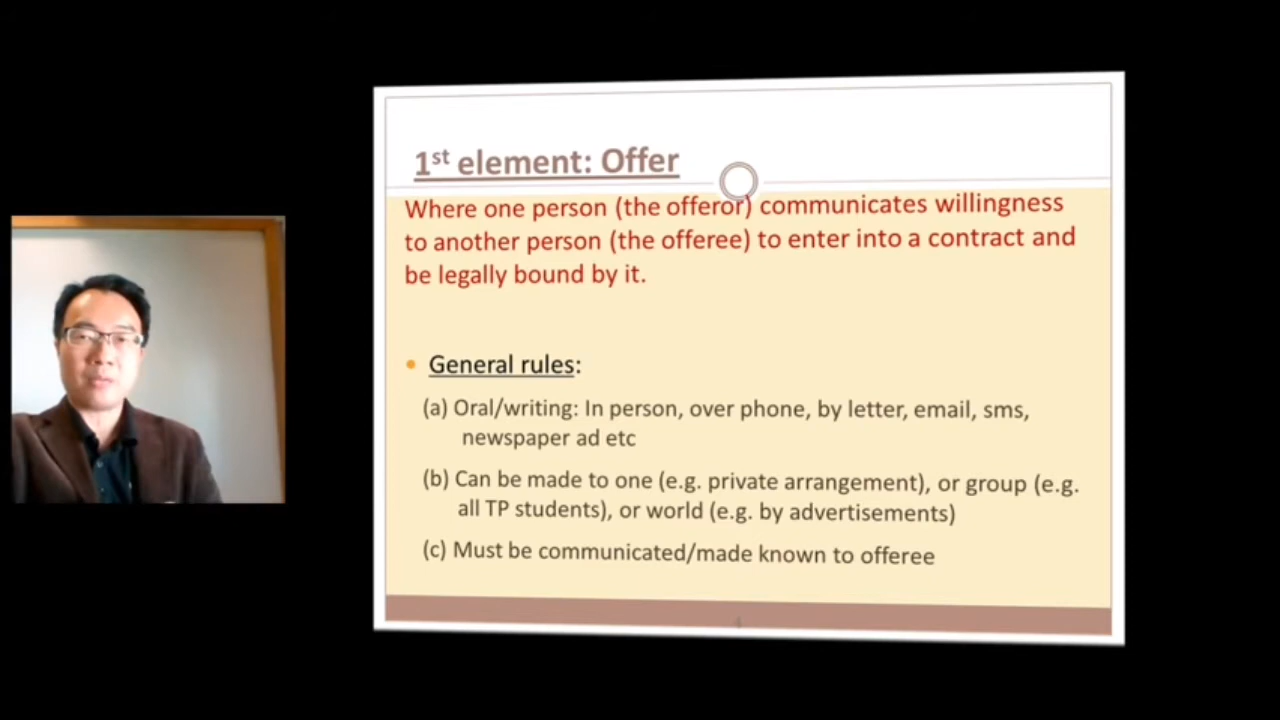 1st element: Offer
Where one person (the offeror) communicates willingness
to another person (the offeree) to enter into a contract and
be legally bound by it.
• General rules:
(a) Oral/writing: In person, over phone, by letter, email, sms,
newspaper ad etc
(b) Can be made to one (e.g. private arrangement), or group (e.g.
all TP students), or world (e.g. by advertisements)
(c) Must be communicated/made known to offeree
4